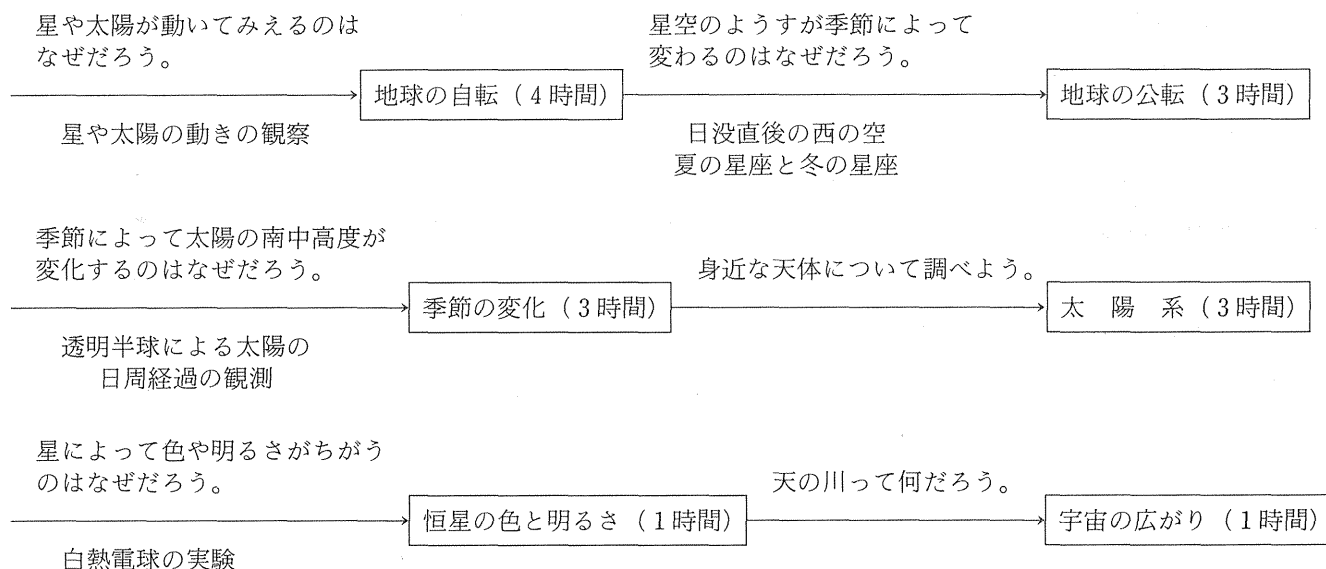 星や太陽が動いてみえるのは
なぜだろう。
地球の自転（4時間）
星や太陽の動きの観察
星空のようすが季節によって
変わるのはなぜだろう。
地球の公転（3時間）
日没直後の西の空
夏の星座と冬の星座
季節によって太陽の南中高度が
変化するのはなぜだろう。
季節の変化（3時間）
透明半球による太陽の
日周経過の観測
身近な天体について調べよう。
太　陽　系（3時間）
星によって色や明るさがちがう
のはなぜだろう。
恒星の色と明るさ（1時間）
白熱電球の実験
天の川って何だろう。
宇宙の広がり（1時間）